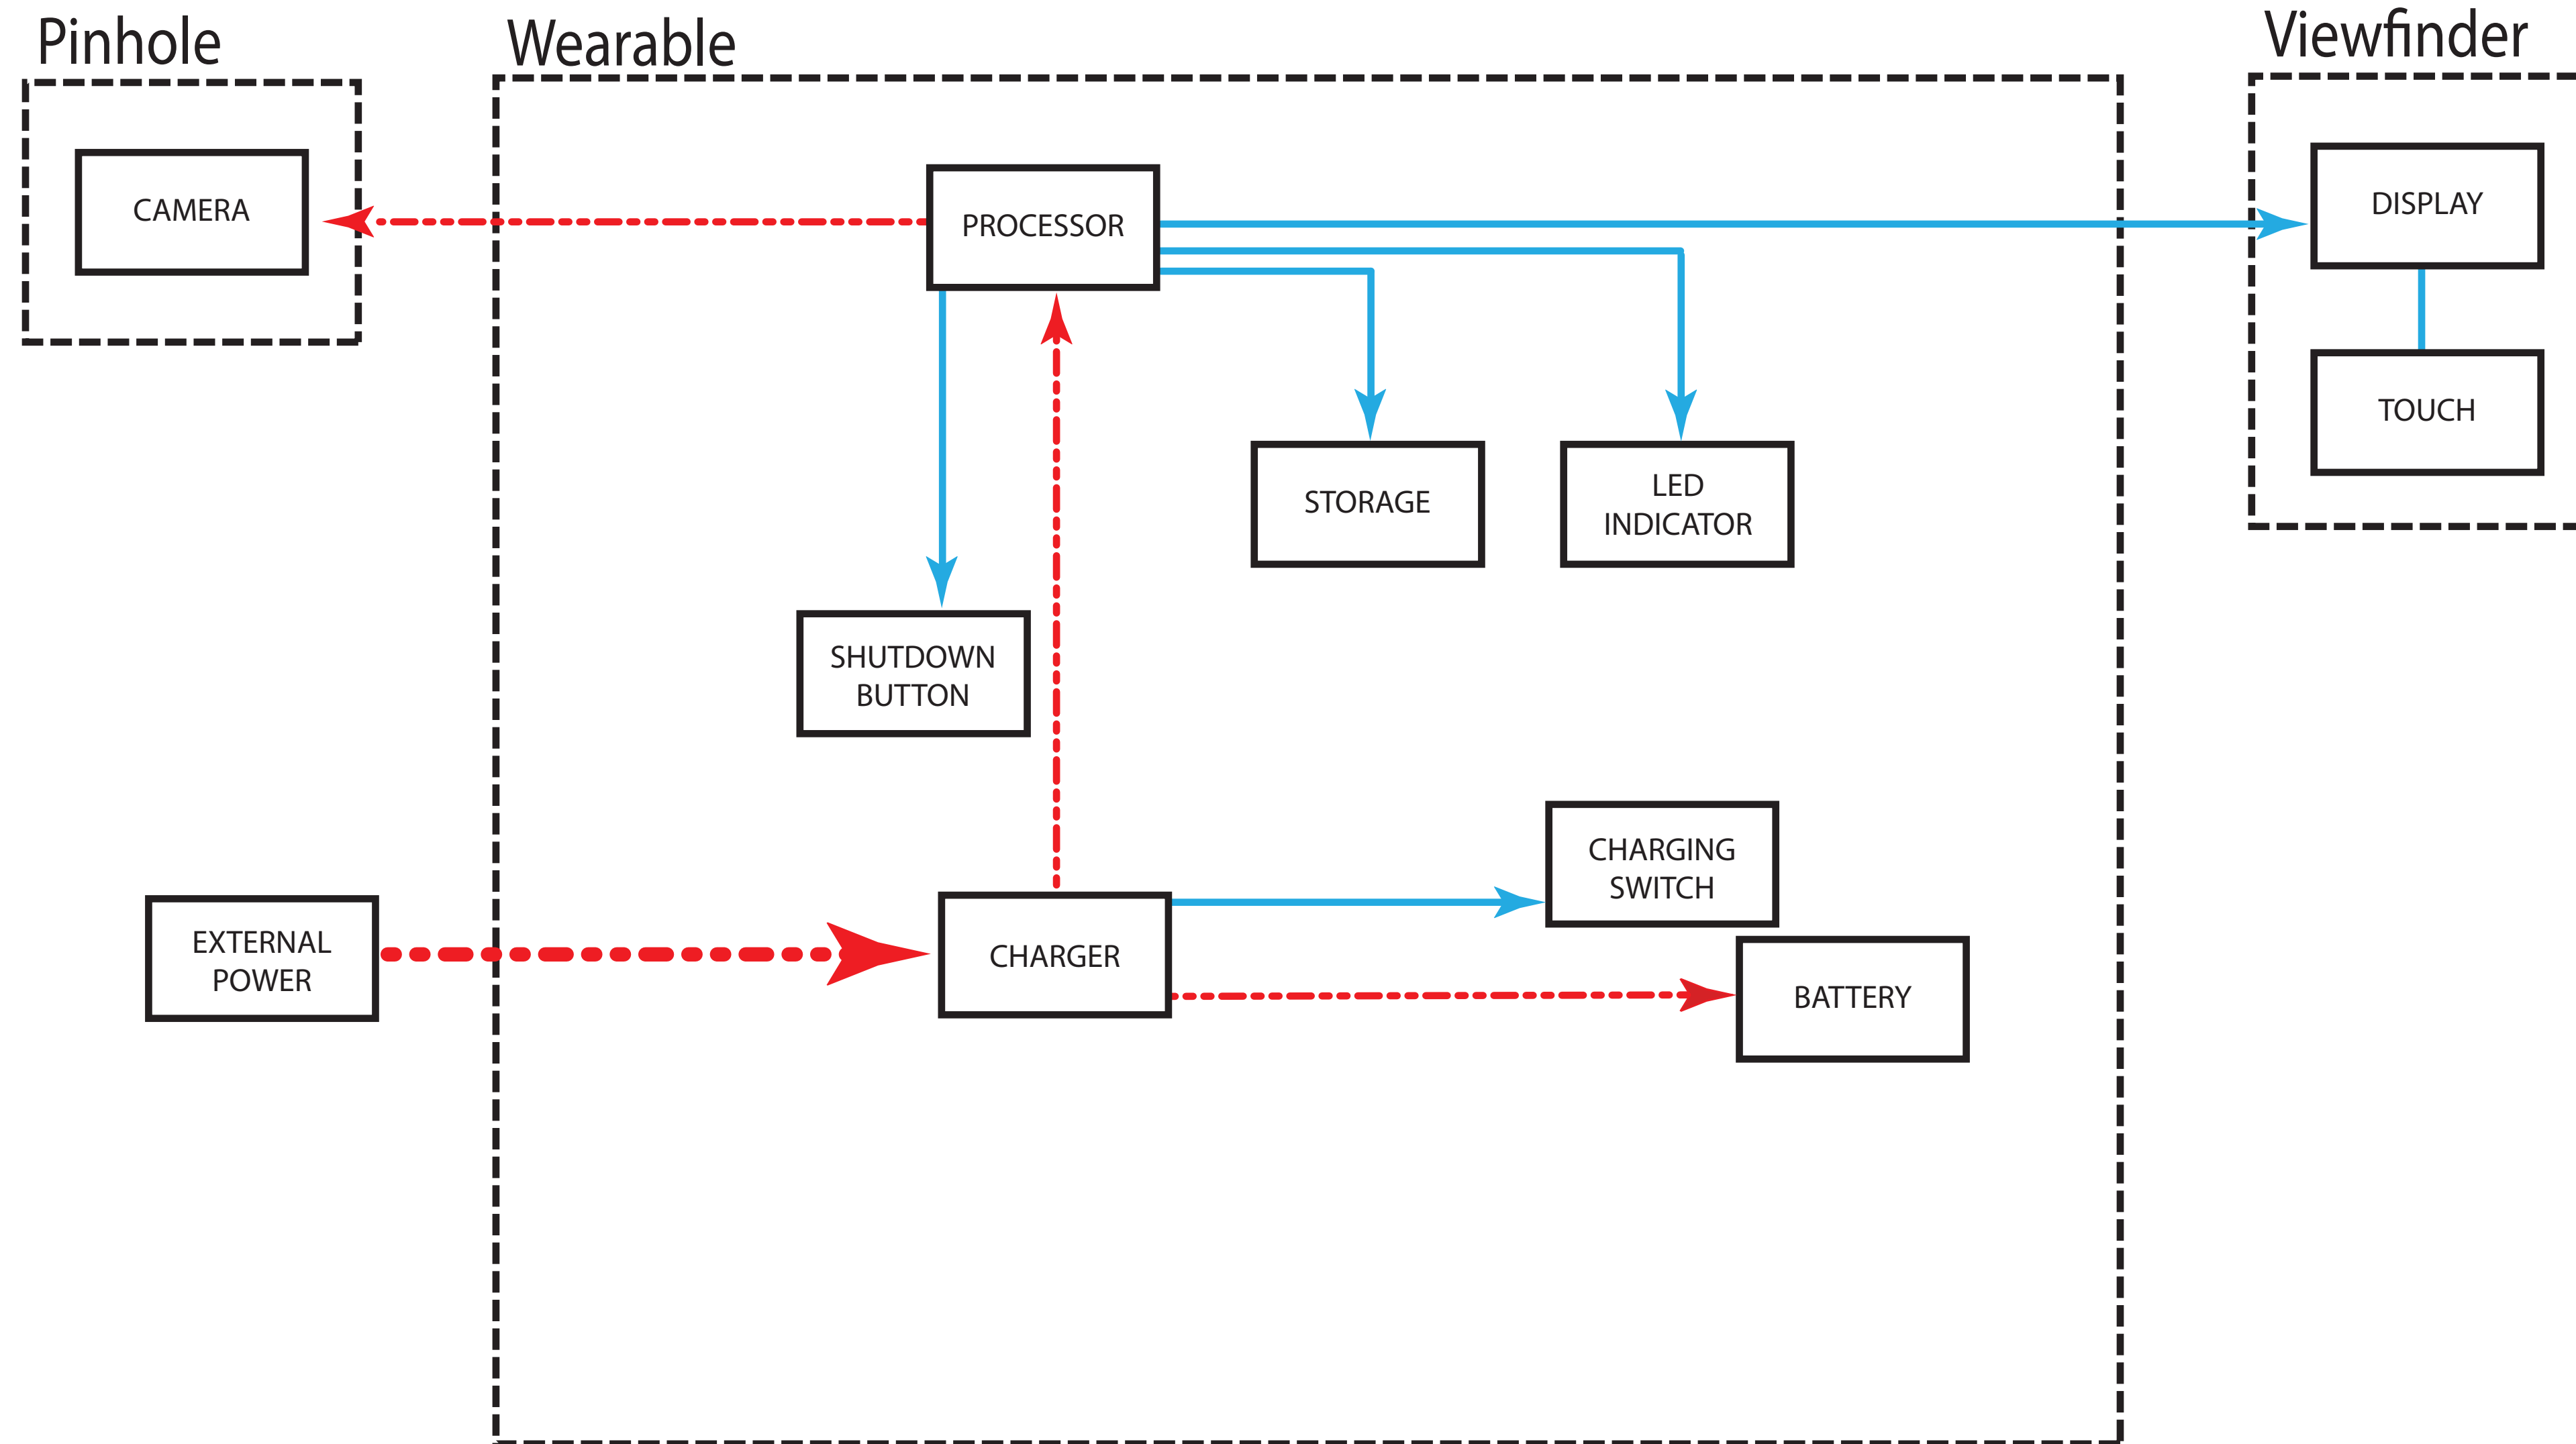 Pinhole
Wearable
Viewfinder
CAMERA
PROCESSOR
DISPLAY
TOUCH
STORAGE
LED
INDICATOR
SHUTDOWN
BUTTON
CHARGING
SWITCH
EXTERNAL
POWER
CHARGER
BATTERY